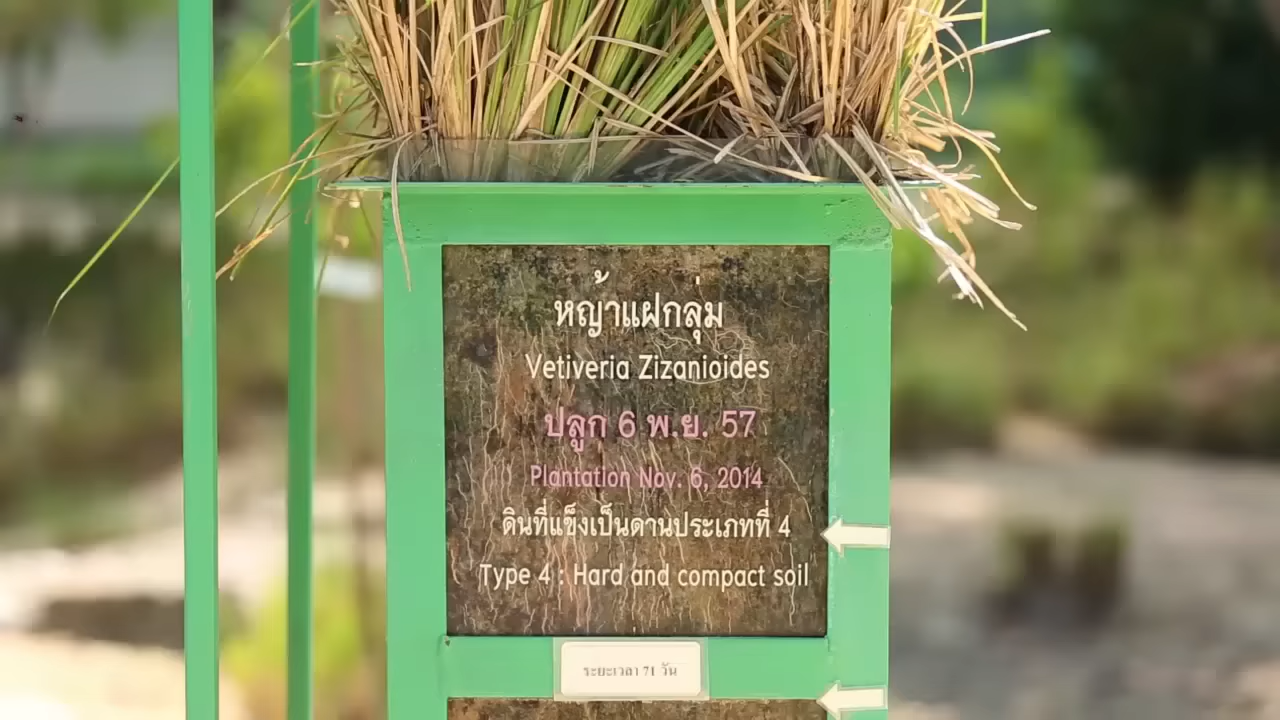 หญ้าแฝกลุ่ม
Vetiveria Zizanioides
ปลูก 6 พ.ย. 57
Plantation Nov. 6, 2014
ดินที่แข็งเป็นดานประเภทที่ 4
Type 4 : Hard and compact soil
ระยะเวลา 71 วัน